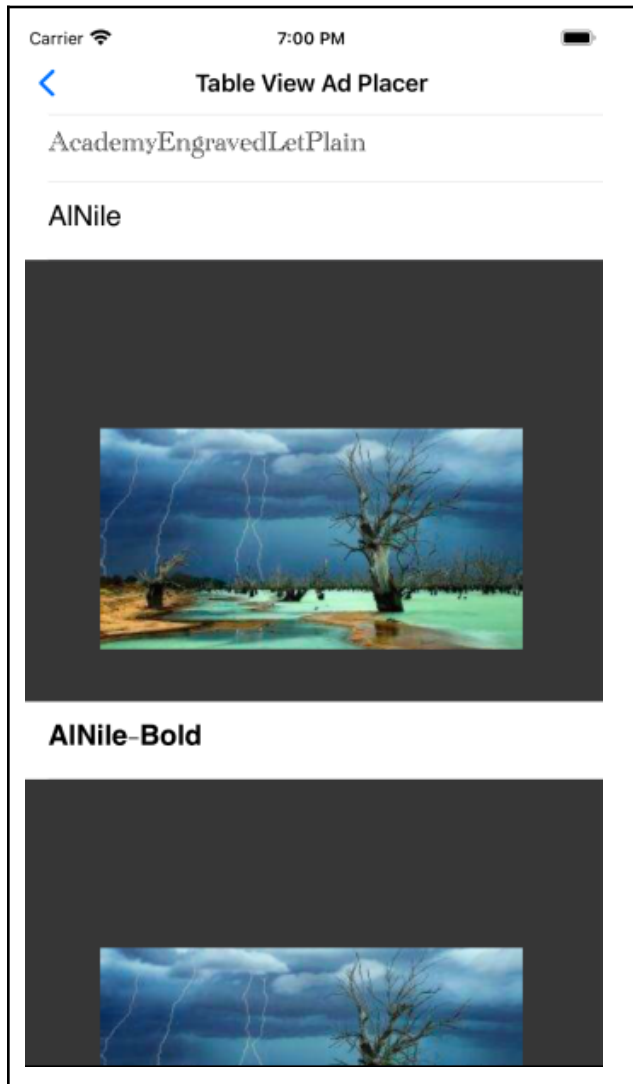 Carrier 7:00 PM
Table View Ad Placer
AcademyEngravedLetPlain
AlNile
AlNile-Bold